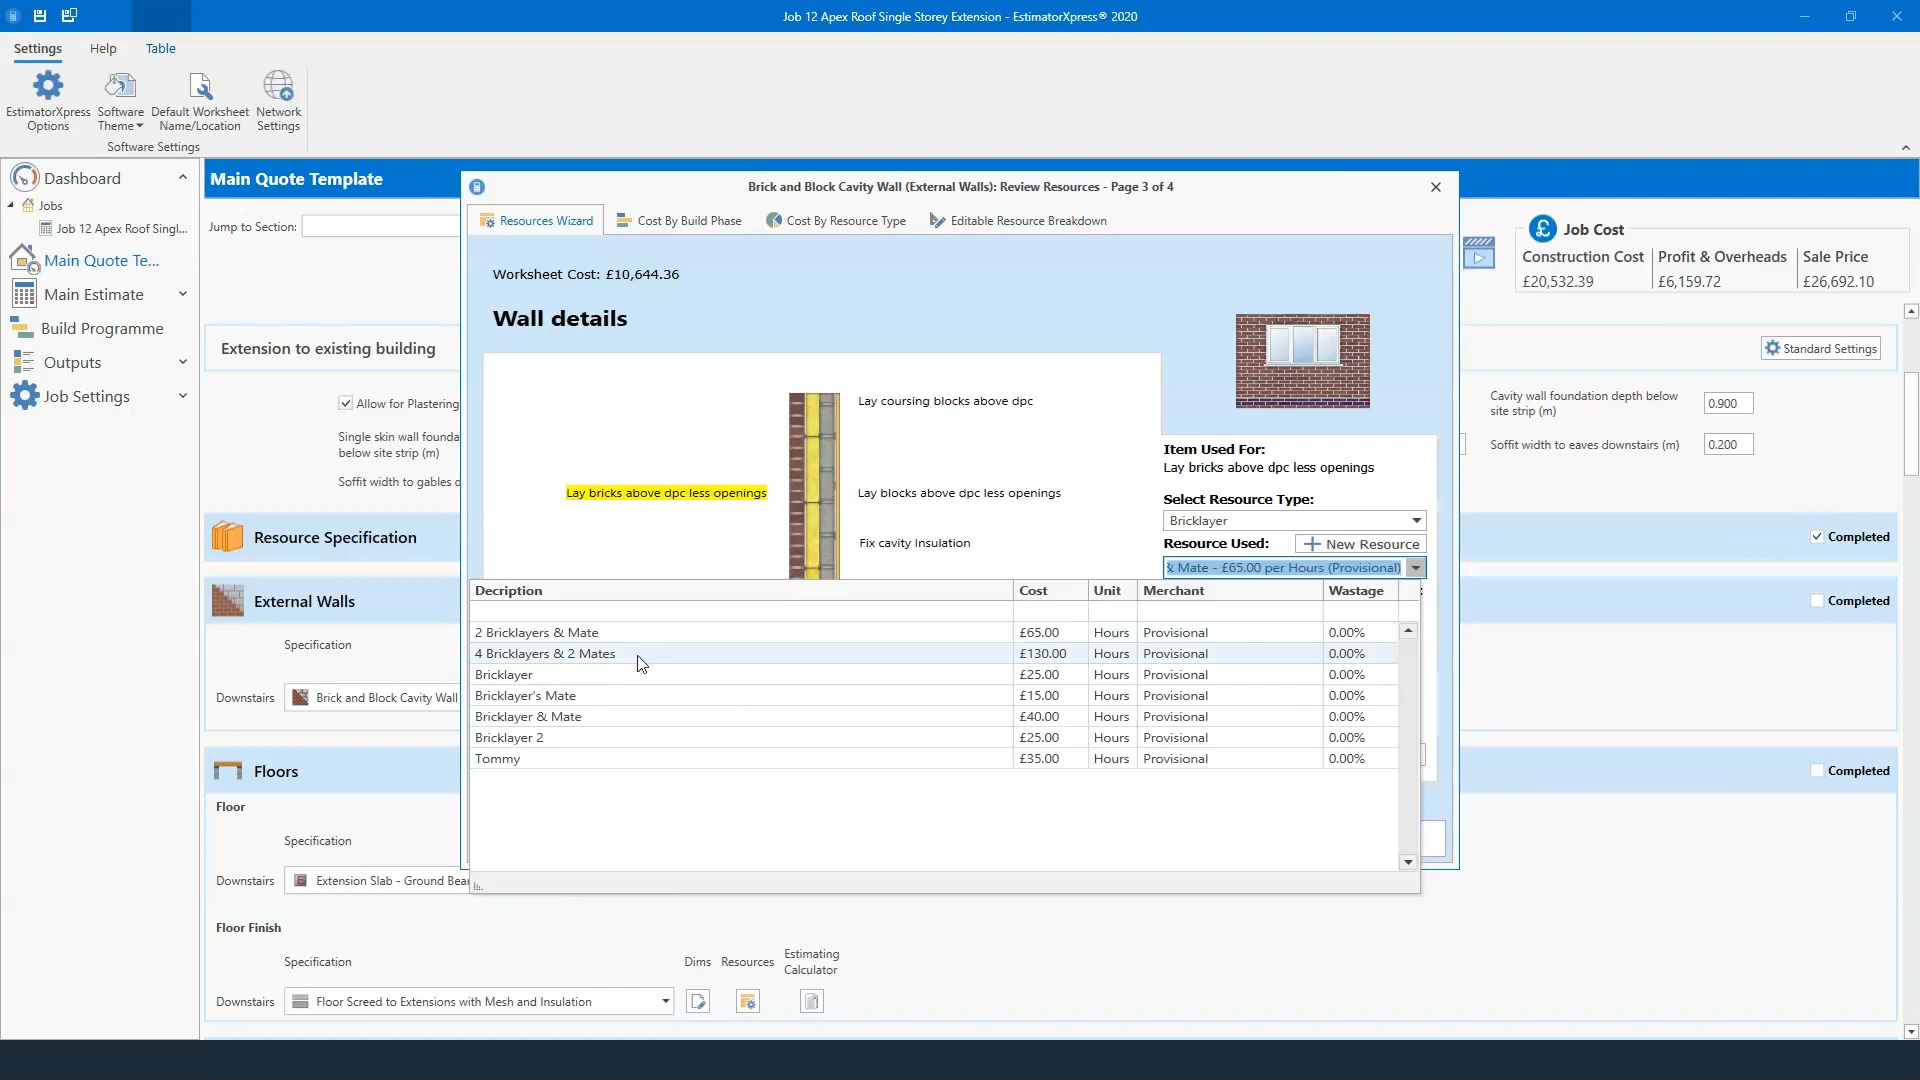 Job 12 Apex Roof Single Storey Extension - EstimatorXpress® 2020
Settings
Help
Table
EstimatorXpress Options
Software Theme
Default Worksheet Name/Location
Network Settings
Software Settings
Dashboard
Jobs
Job 12 Apex Roof Singl...
Main Quote Te...
Main Estimate
Build Programme
Outputs
Job Settings
Main Quote Template
Jump to Section:
Job Cost
Construction Cost
Profit & Overheads
Sale Price
£20,532.39
£6,159.72
£26,692.10
Extension to existing building
Standard Settings
Allow for Plastering
Single skin wall founda
below site strip (m)
Soffit width to gables o
Cavity wall foundation depth below
site strip (m)
0.900
Soffit width to eaves downstairs (m)
0.200
Resource Specification
Completed
External Walls
Completed
Specification
Downstairs
Brick and Block Cavity Wall
Floors
Completed
Floor
Specification
Downstairs
Extension Slab - Ground Bear
Floor Finish
Specification
Dims
Resources
Estimating
Calculator
Downstairs
Floor Screed to Extensions with Mesh and Insulation
Brick and Block Cavity Wall (External Walls): Review Resources - Page 3 of 4
Resources Wizard
Cost By Build Phase
Cost By Resource Type
Editable Resource Breakdown
Worksheet Cost: £10,644.36
Wall details
Lay coursing blocks above dpc
Lay bricks above dpc less openings
Lay blocks above dpc less openings
Fix cavity Insulation
Item Used For:
Lay bricks above dpc less openings
Select Resource Type:
Bricklayer
Resource Used:
New Resource
& Mate - £65.00 per Hours (Provisional)
Decription Cost Unit Merchant Wastage
2 Bricklayers & Mate £65.00 Hours Provisional 0.00%
4 Bricklayers & 2 Mates £130.00 Hours Provisional 0.00%
Bricklayer £25.00 Hours Provisional 0.00%
Bricklayer's Mate £15.00 Hours Provisional 0.00%
Bricklayer & Mate £40.00 Hours Provisional 0.00%
Bricklayer 2 £25.00 Hours Provisional 0.00%
Tommy £35.00 Hours Provisional 0.00%